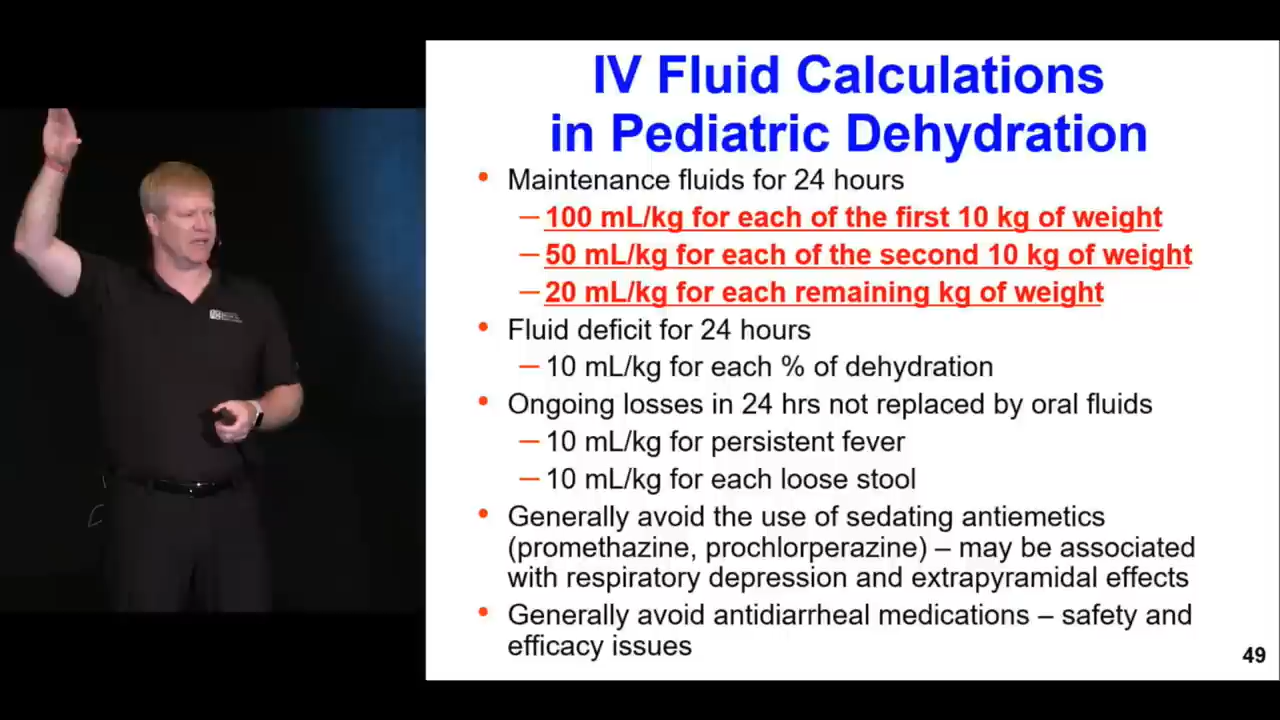 IV Fluid Calculations
in Pediatric Dehydration
• Maintenance fluids for 24 hours
– 100 mL/kg for each of the first 10 kg of weight
– 50 mL/kg for each of the second 10 kg of weight
– 20 mL/kg for each remaining kg of weight
• Fluid deficit for 24 hours
– 10 mL/kg for each % of dehydration
• Ongoing losses in 24 hrs not replaced by oral fluids
– 10 mL/kg for persistent fever
– 10 mL/kg for each loose stool
• Generally avoid the use of sedating antiemetics
(promethazine, prochlorperazine) – may be associated
with respiratory depression and extrapyramidal effects
• Generally avoid antidiarrheal medications – safety and
efficacy issues
49